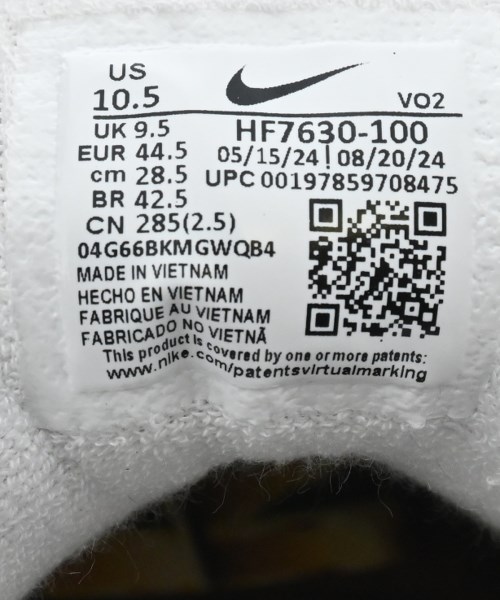 US
10.5
VO2
UK 9.5
HF7630-100
EUR 44.5
05/15/24|08/20/24
cm 28.5
UPC 00197859708475
BR 42.5
CN 285(2.5)
04G66BKMGWQB4
MADE IN VIETNAM
HECHO EN VIETNAM
FABRIQUE AU VIETNAM
FABRICADO NO VIETNÃ
This product is covered by one or more patents:
www.nike.com/patentsvirtualmarking